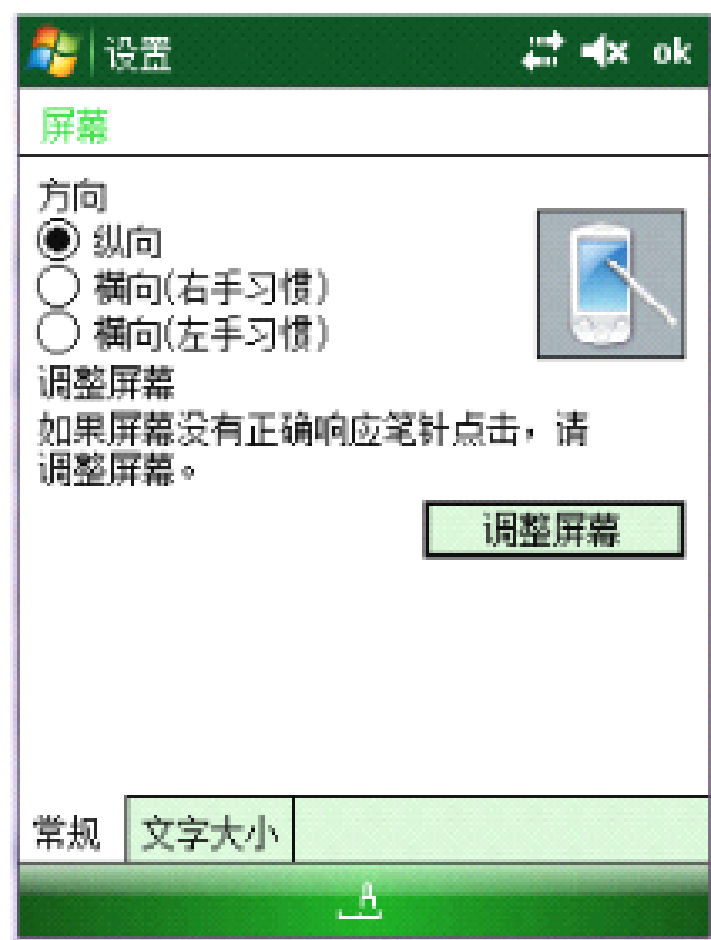 设置 ok
屏幕
方向
纵向
横向(右手习惯)
横向(左手习惯)
调整屏幕
如果屏幕没有正确响应笔针点击，请
调整屏幕。
调整屏幕
常规 文字大小
A